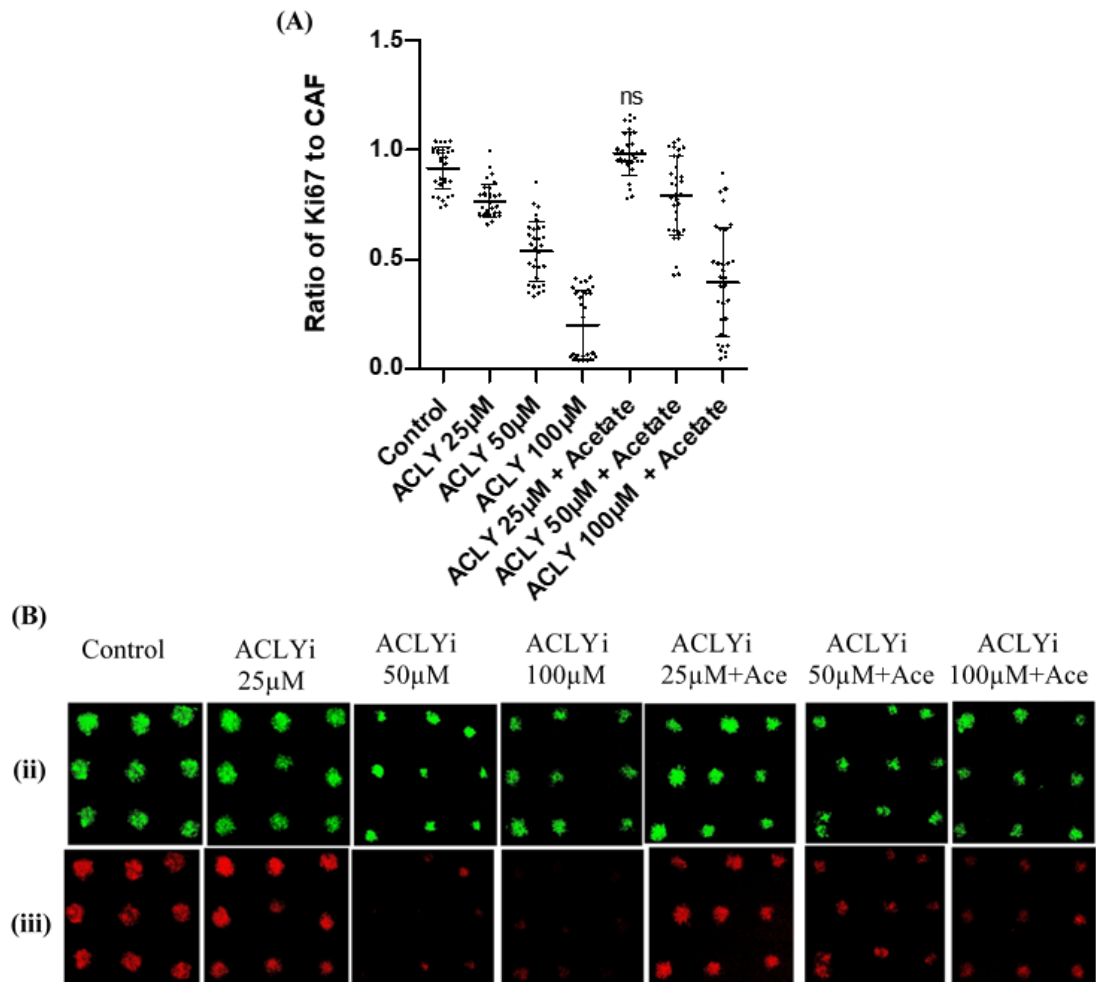 (A)
Ratio of Ki67 to CAF
1.5
1.0
0.5
0.0
ns
Control
ACLY 25µM
ACLY 50µM
ACLY 100µM
ACLY 25µM + Acetate
ACLY 50µM + Acetate
ACLY 100µM + Acetate
(B)
Control
ACLYi
25µM
ACLYi
50µM
ACLYi
100µM
ACLYi
25µM+Ace
ACLYi
50µM+Ace
ACLYi
100µM+Ace
(ii)
(iii)